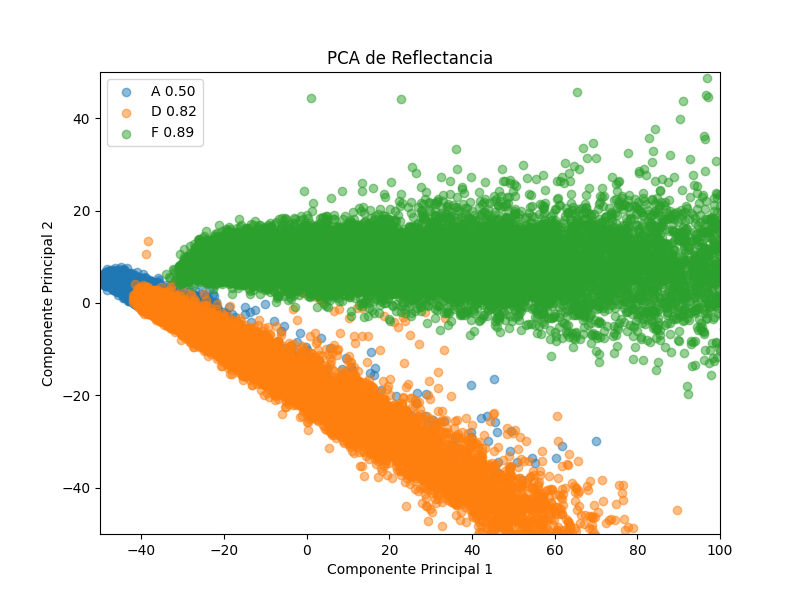 PCA de Reflectancia
A 0.50
D 0.82
F 0.89
40
20
0
−20
−40
Componente Principal 2
−40 −20 0 20 40 60 80 100
Componente Principal 1